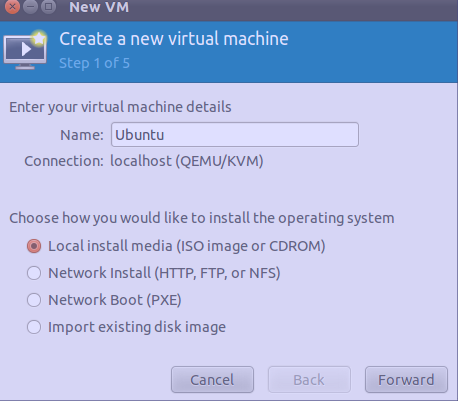 New VM
Create a new virtual machine
Step 1 of 5
Enter your virtual machine details
Name: Ubuntu
Connection: localhost (QEMU/KVM)
Choose how you would like to install the operating system
Local install media (ISO image or CDROM)
Network Install (HTTP, FTP, or NFS)
Network Boot (PXE)
Import existing disk image
Cancel Back Forward